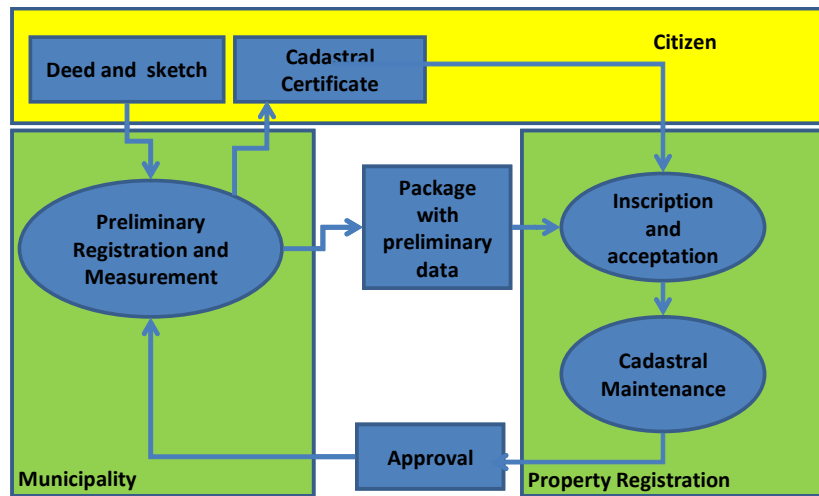 Citizen
Deed and sketch
Cadastral
Certificate
Preliminary
Registration and
Measurement
Package
with
preliminary
data
Inscription
and
acceptation
Cadastral
Maintenance
Approval
Municipality
Property Registration